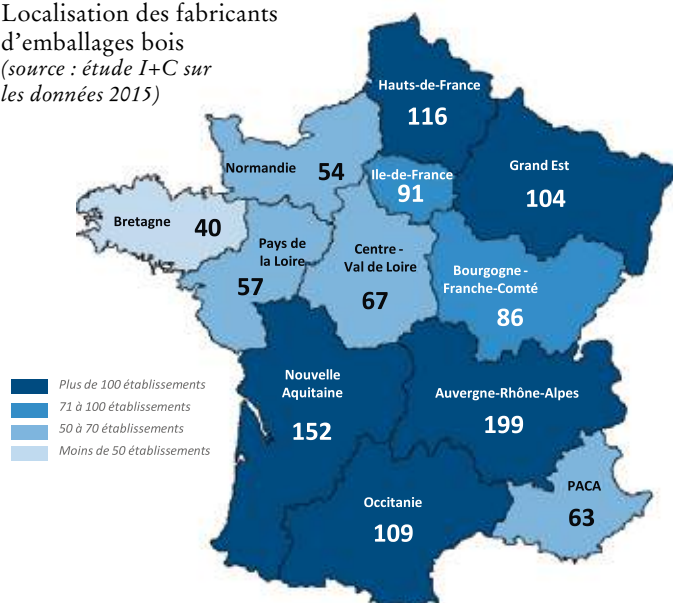 Localisation des fabricants
d’emballages bois
(source : étude I+C sur
les données 2015)
Hauts-de-France
116
Normandie 54
Ile-de-France
91
Grand Est
104
Bretagne 40
Pays de
la Loire
57
Centre -
Val de Loire
67
Bourgogne -
Franche-Comté
86
Nouvelle
Aquitaine
152
Auvergne-Rhône-Alpes
199
Occitanie
109
PACA
63
Plus de 100 établissements
71 à 100 établissements
50 à 70 établissements
Moins de 50 établissements